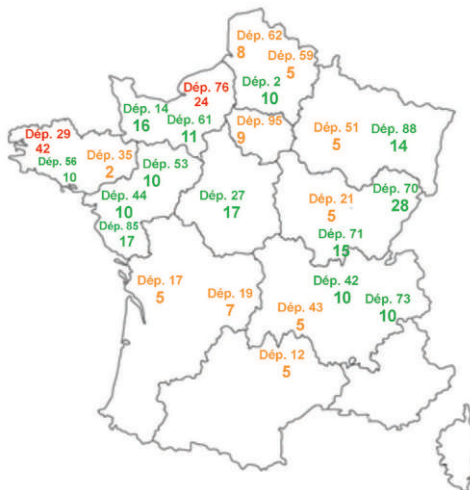 Dép. 62
8
Dép. 59
5
Dép. 2
10
Dép. 76
24
Dép. 14
16
Dép. 61
11
Dép. 95
9
Dép. 51
5
Dép. 88
14
Dép. 29
42
Dép. 56
10
Dép. 35
2
Dép. 53
10
Dép. 44
10
Dép. 85
17
Dép. 27
17
Dép. 21
5
Dép. 70
28
Dép. 71
15
Dép. 17
5
Dép. 19
7
Dép. 42
10
Dép. 43
5
Dép. 73
10
Dép. 12
5